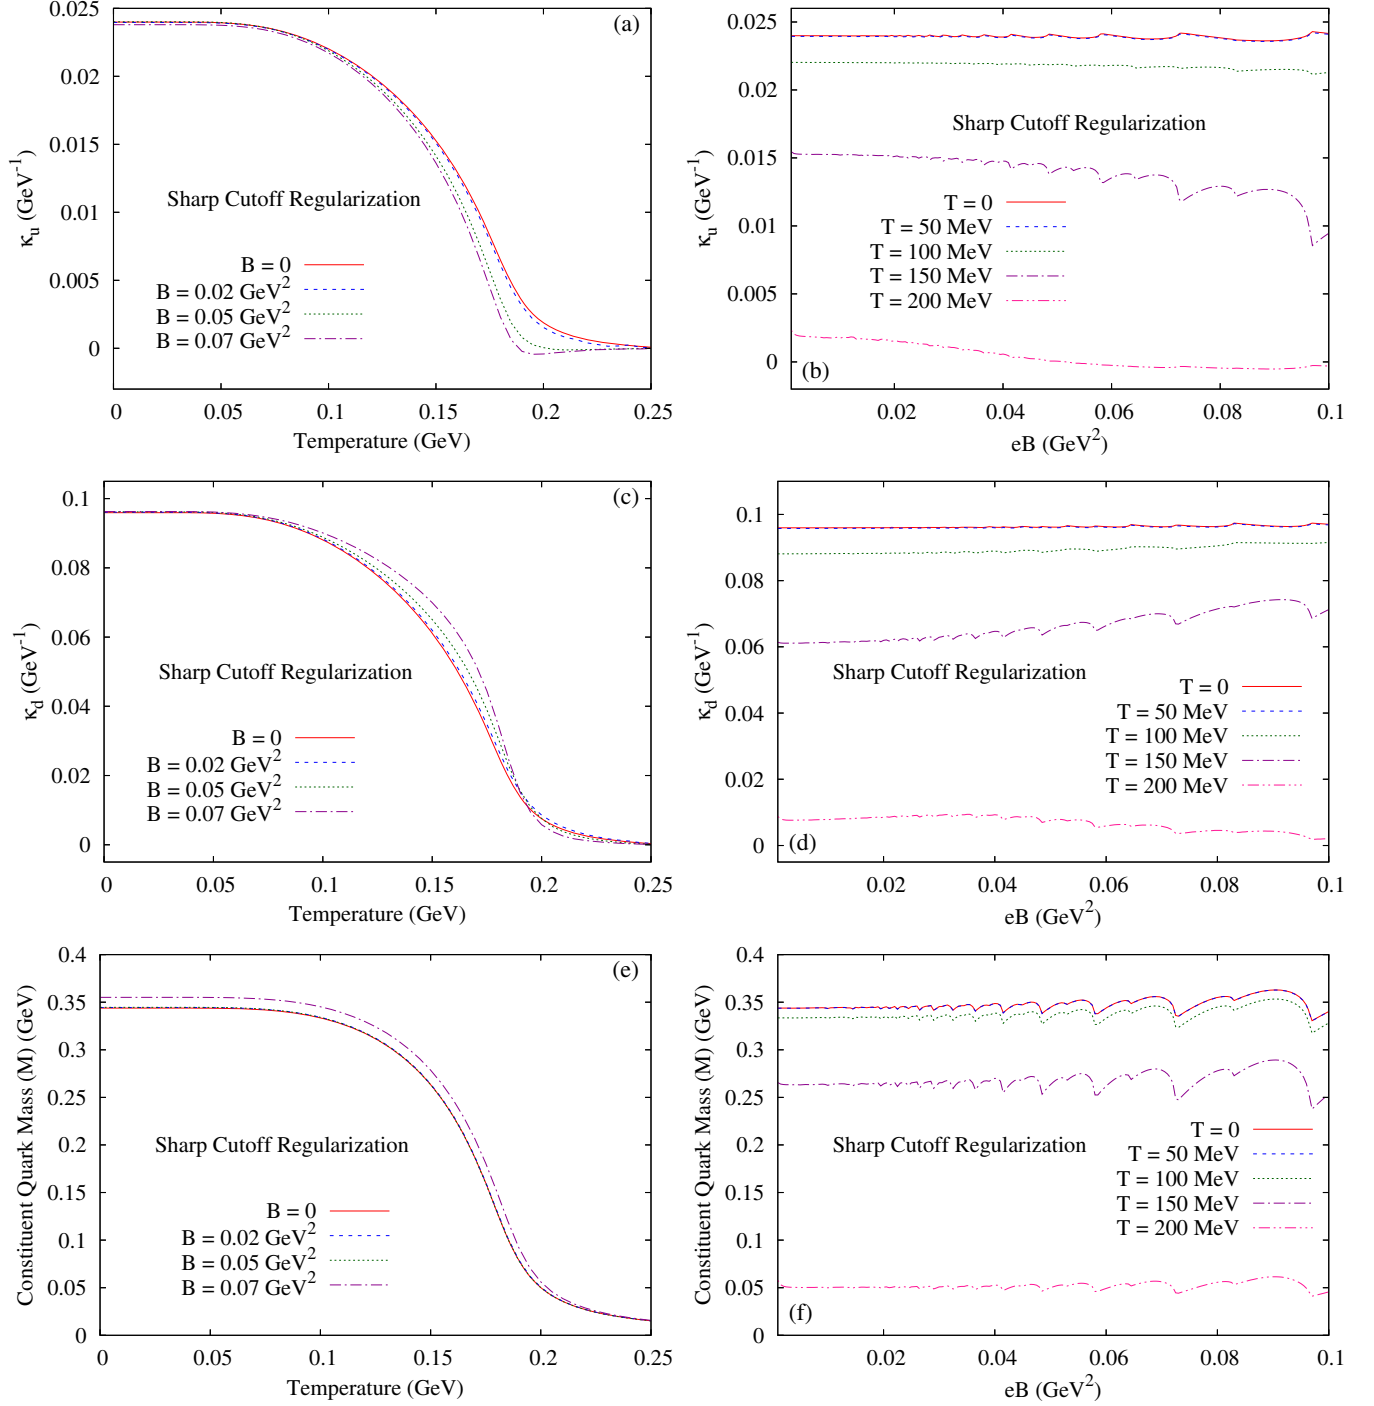 (a)
0.025
0.02
0.015
0.01
0.005
0
κu (GeV-1)
Sharp Cutoff Regularization
B = 0
B = 0.02 GeV2
B = 0.05 GeV2
B = 0.07 GeV2
0 0.05 0.1 0.15 0.2 0.25
Temperature (GeV)
0.025
0.02
0.015
0.01
0.005
0
κu (GeV-1)
Sharp Cutoff Regularization
T = 0
T = 50 MeV
T = 100 MeV
T = 150 MeV
T = 200 MeV
(b)
0.02 0.04 0.06 0.08 0.1
eB (GeV2)
(c)
0.1
0.08
0.06
0.04
0.02
0
κd (GeV-1)
Sharp Cutoff Regularization
B = 0
B = 0.02 GeV2
B = 0.05 GeV2
B = 0.07 GeV2
0 0.05 0.1 0.15 0.2 0.25
Temperature (GeV)
0.1
0.08
0.06
0.04
0.02
0
κd (GeV-1)
Sharp Cutoff Regularization
T = 0
T = 50 MeV
T = 100 MeV
T = 150 MeV
T = 200 MeV
(d)
0.02 0.04 0.06 0.08 0.1
eB (GeV2)
(e)
0.4
0.35
0.3
0.25
0.2
0.15
0.1
0.05
0
Constituent Quark Mass (M) (GeV)
Sharp Cutoff Regularization
B = 0
B = 0.02 GeV2
B = 0.05 GeV2
B = 0.07 GeV2
0 0.05 0.1 0.15 0.2 0.25
Temperature (GeV)
0.4
0.35
0.3
0.25
0.2
0.15
0.1
0.05
0
Constituent Quark Mass (M) (GeV)
Sharp Cutoff Regularization
T = 0
T = 50 MeV
T = 100 MeV
T = 150 MeV
T = 200 MeV
(f)
0.02 0.04 0.06 0.08 0.1
eB (GeV2)